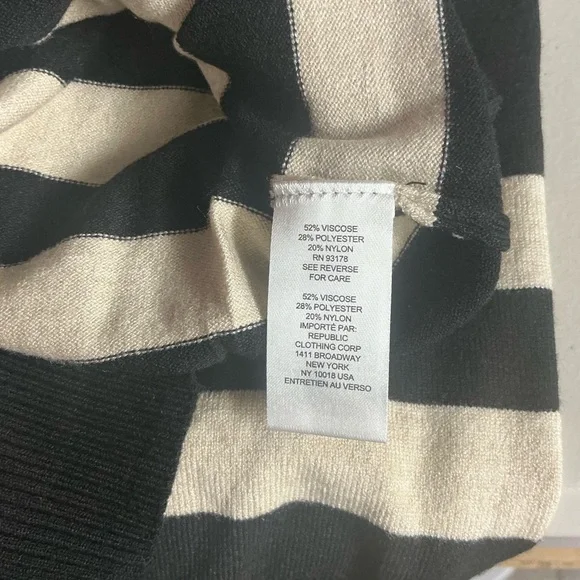 52% VISCOSE
28% POLYESTER
20% NYLON
RN 93178
SEE REVERSE
FOR CARE
52% VISCOSE
28% POLYESTER
20% NYLON
IMPORTÉ PAR:
REPUBLIC
CLOTHING CORP
1411 BROADWAY
NEW YORK
NY 10018 USA
ENTRETIEN AU VERSO